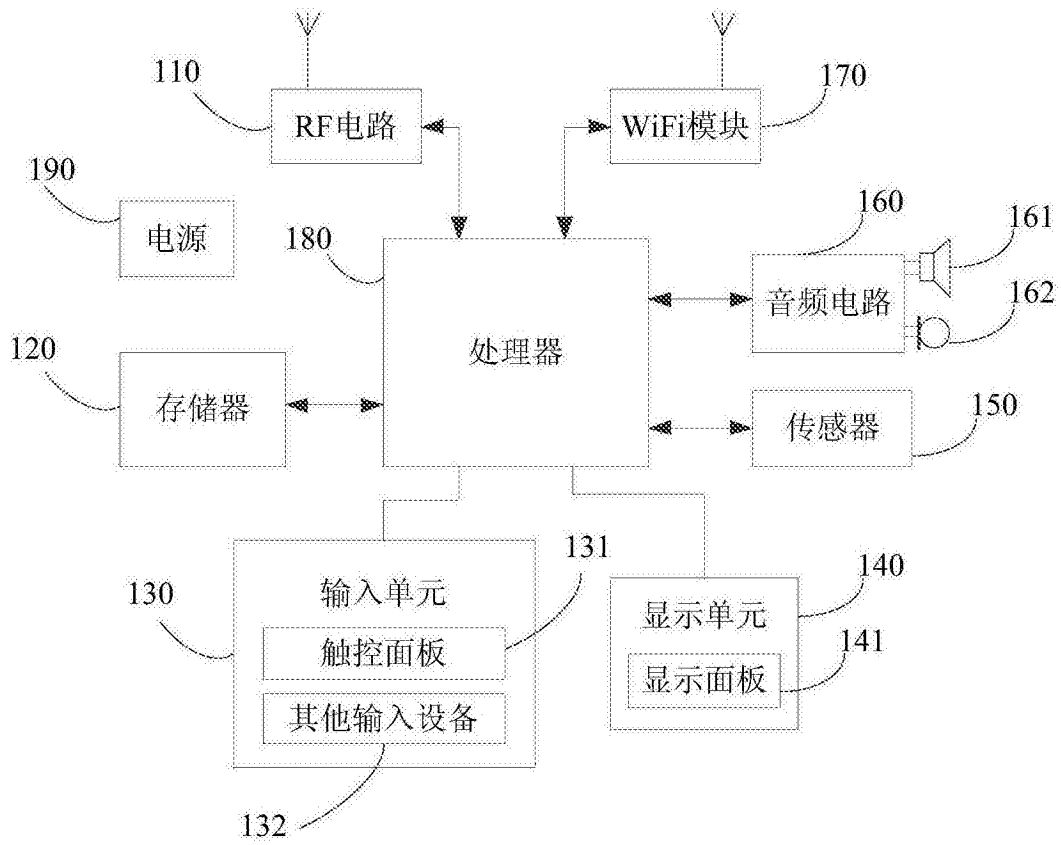 110
RF电路
WiFi模块
170
190
电源
180
处理器
160
161
音频电路
162
120
存储器
传感器
150
130
输入单元
131
触控面板
其他输入设备
132
显示单元
140
显示面板
141